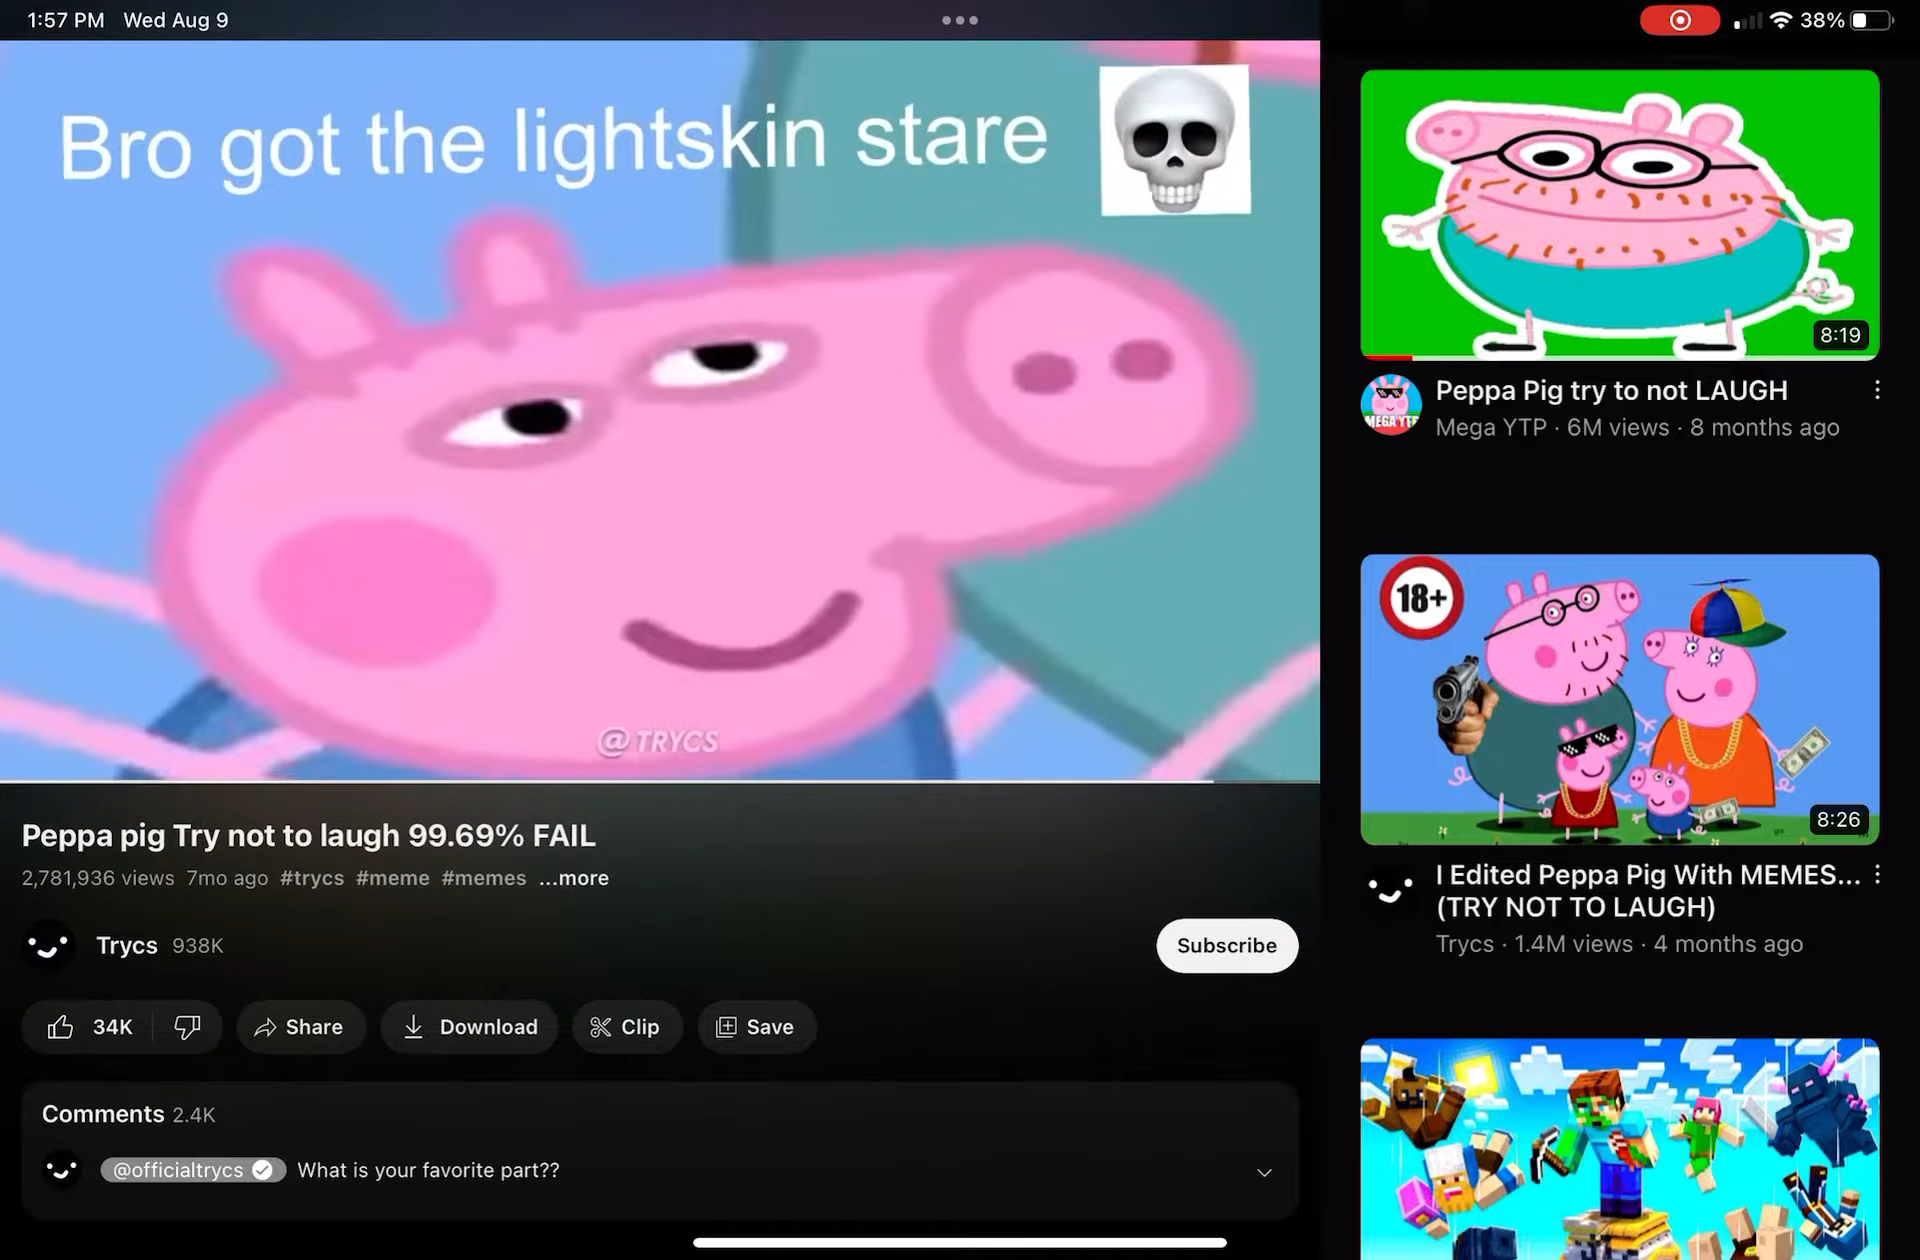 1:57 PM Wed Aug 9
38%
Bro got the lightskin stare
@TRYCS
Peppa pig Try not to laugh 99.69% FAIL
2,781,936 views 7mo ago #trycs #meme #memes ...more
Trycs 938K
Subscribe
34K
Share
Download
Clip
Save
Comments 2.4K
@officialtrycs What is your favorite part??
8:19
MEGA YTP
Peppa Pig try to not LAUGH
Mega YTP · 6M views · 8 months ago
18+
8:26
I Edited Peppa Pig With MEMES...
(TRY NOT TO LAUGH)
Trycs · 1.4M views · 4 months ago